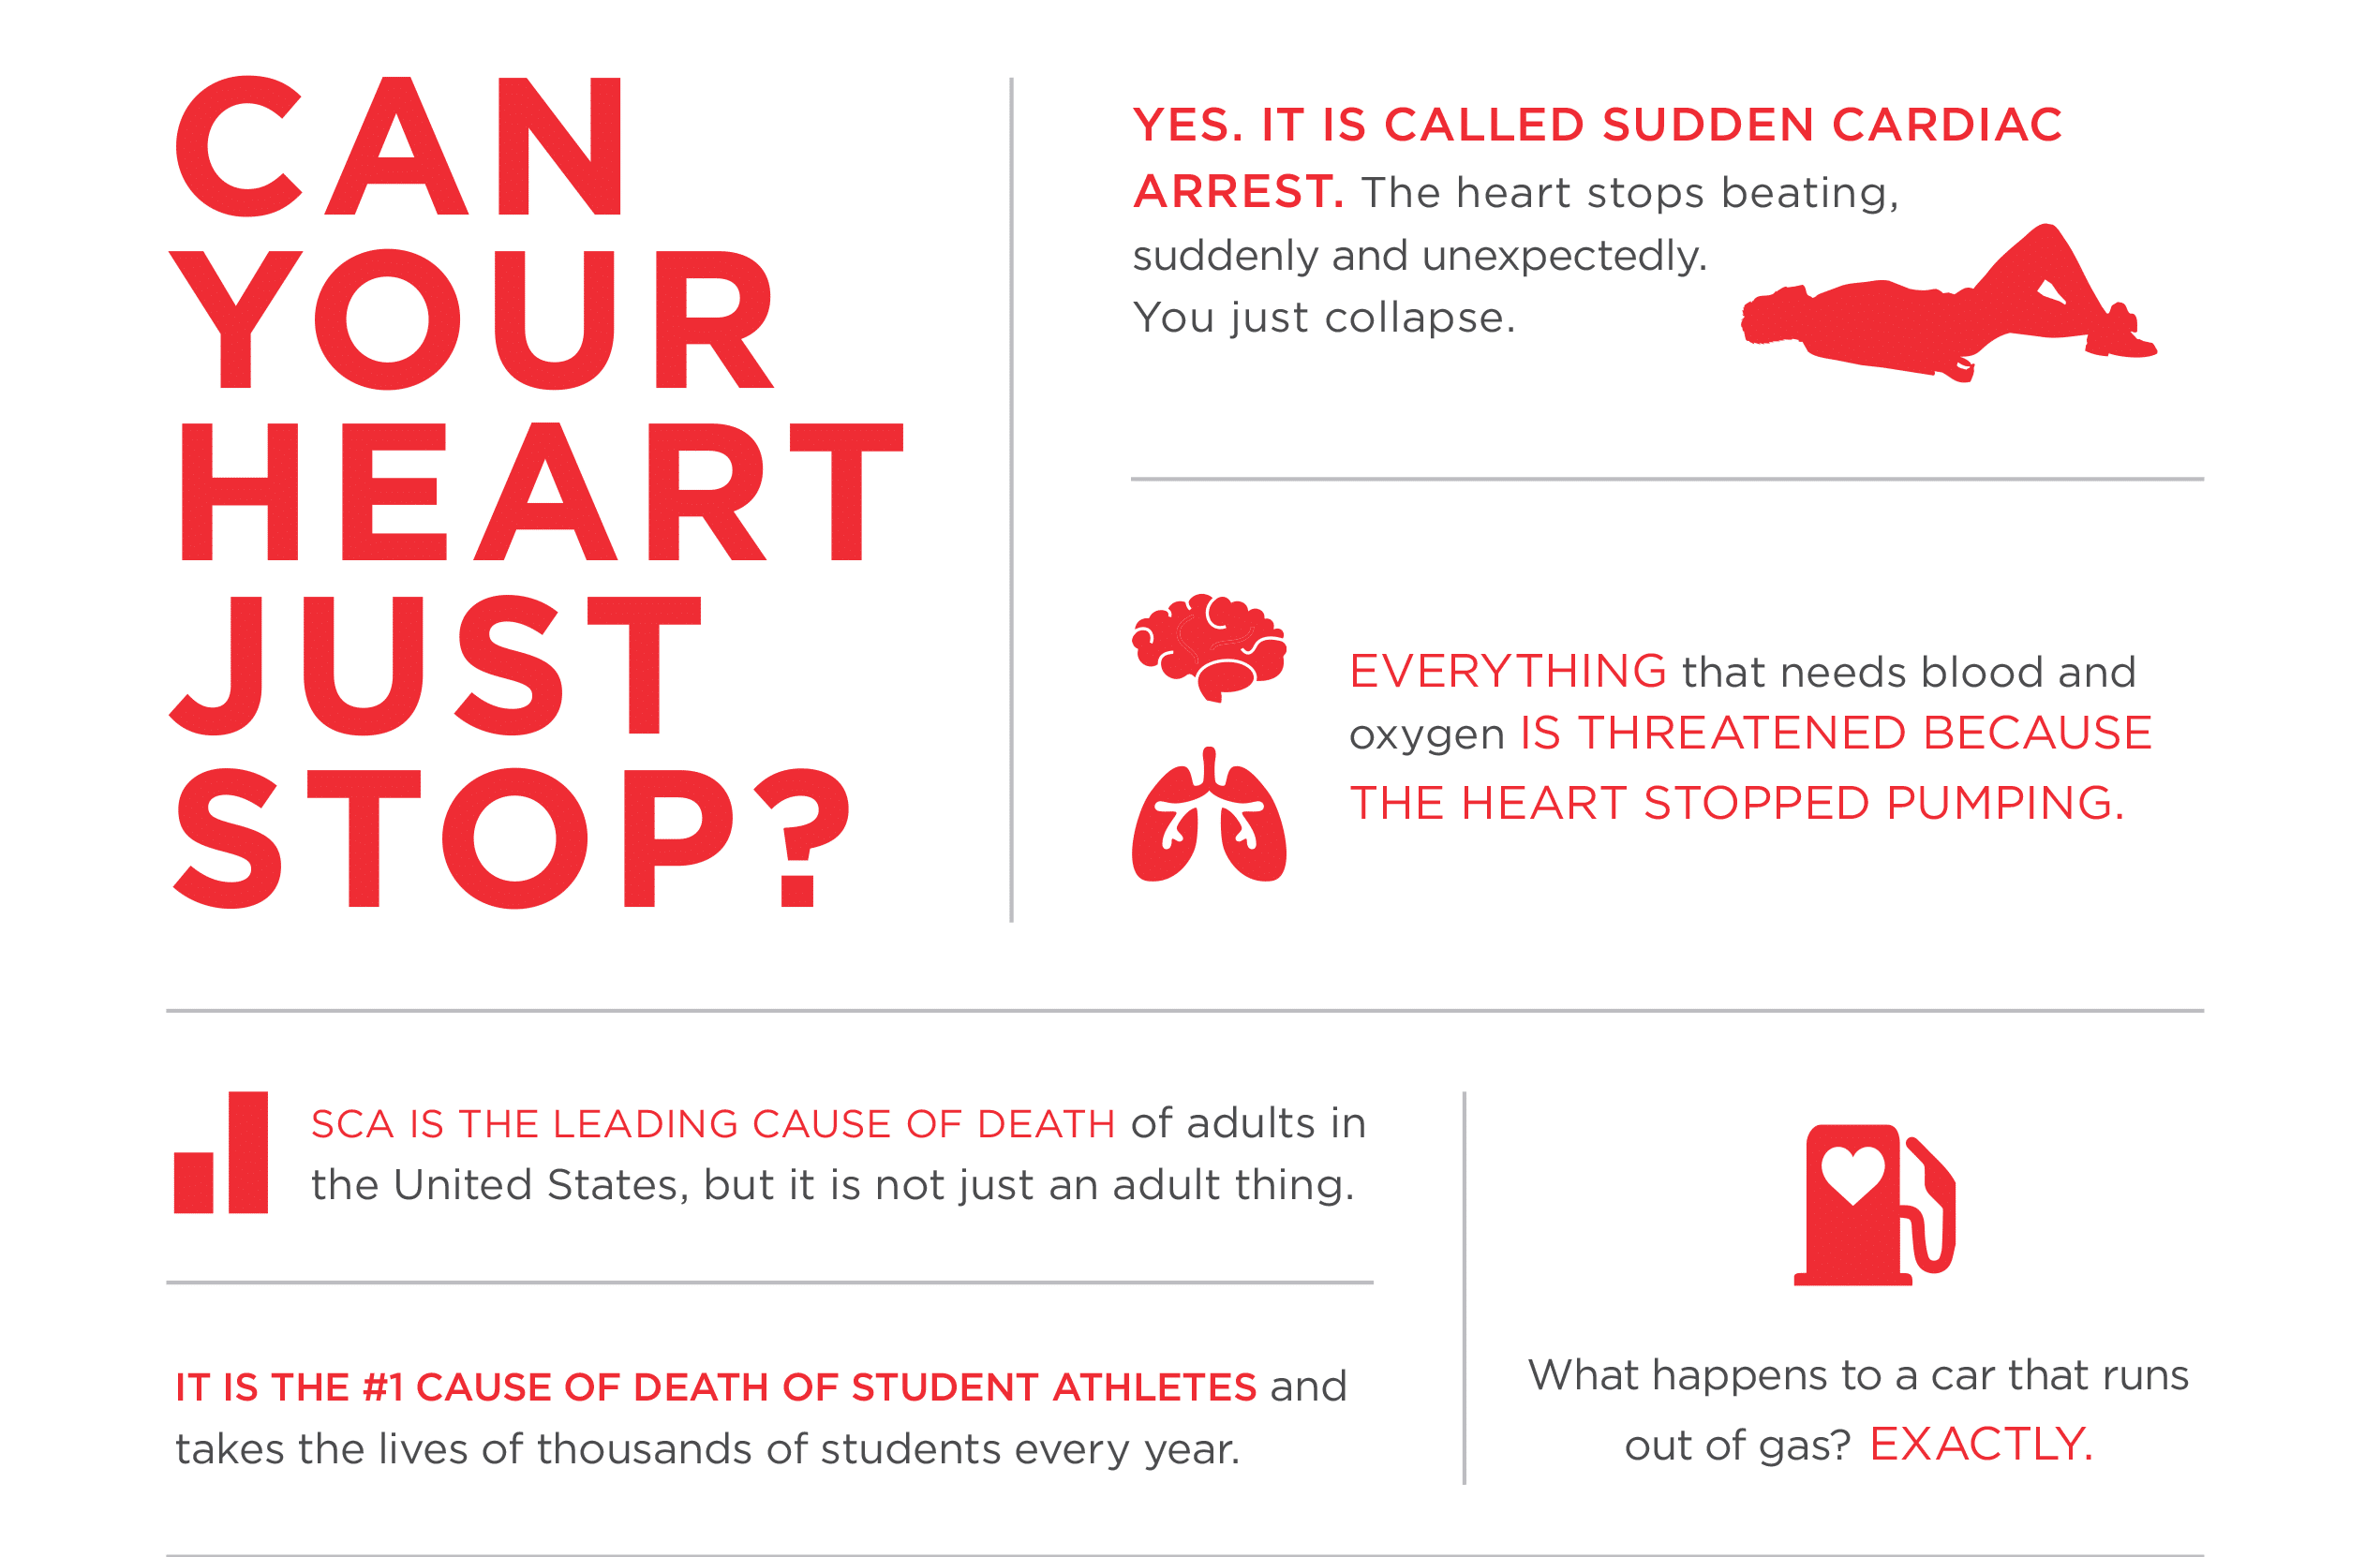 CAN
YOUR
HEART
JUST
STOP?
YES. IT IS CALLED SUDDEN CARDIAC
ARREST. The heart stops beating,
suddenly and unexpectedly.
You just collapse.
EVERYTHING that needs blood and
oxygen IS THREATENED BECAUSE
THE HEART STOPPED PUMPING.
SCA IS THE LEADING CAUSE OF DEATH of adults in
the United States, but it is not just an adult thing.
IT IS THE #1 CAUSE OF DEATH OF STUDENT ATHLETES and
takes the lives of thousands of students every year.
What happens to a car that runs
out of gas? EXACTLY.